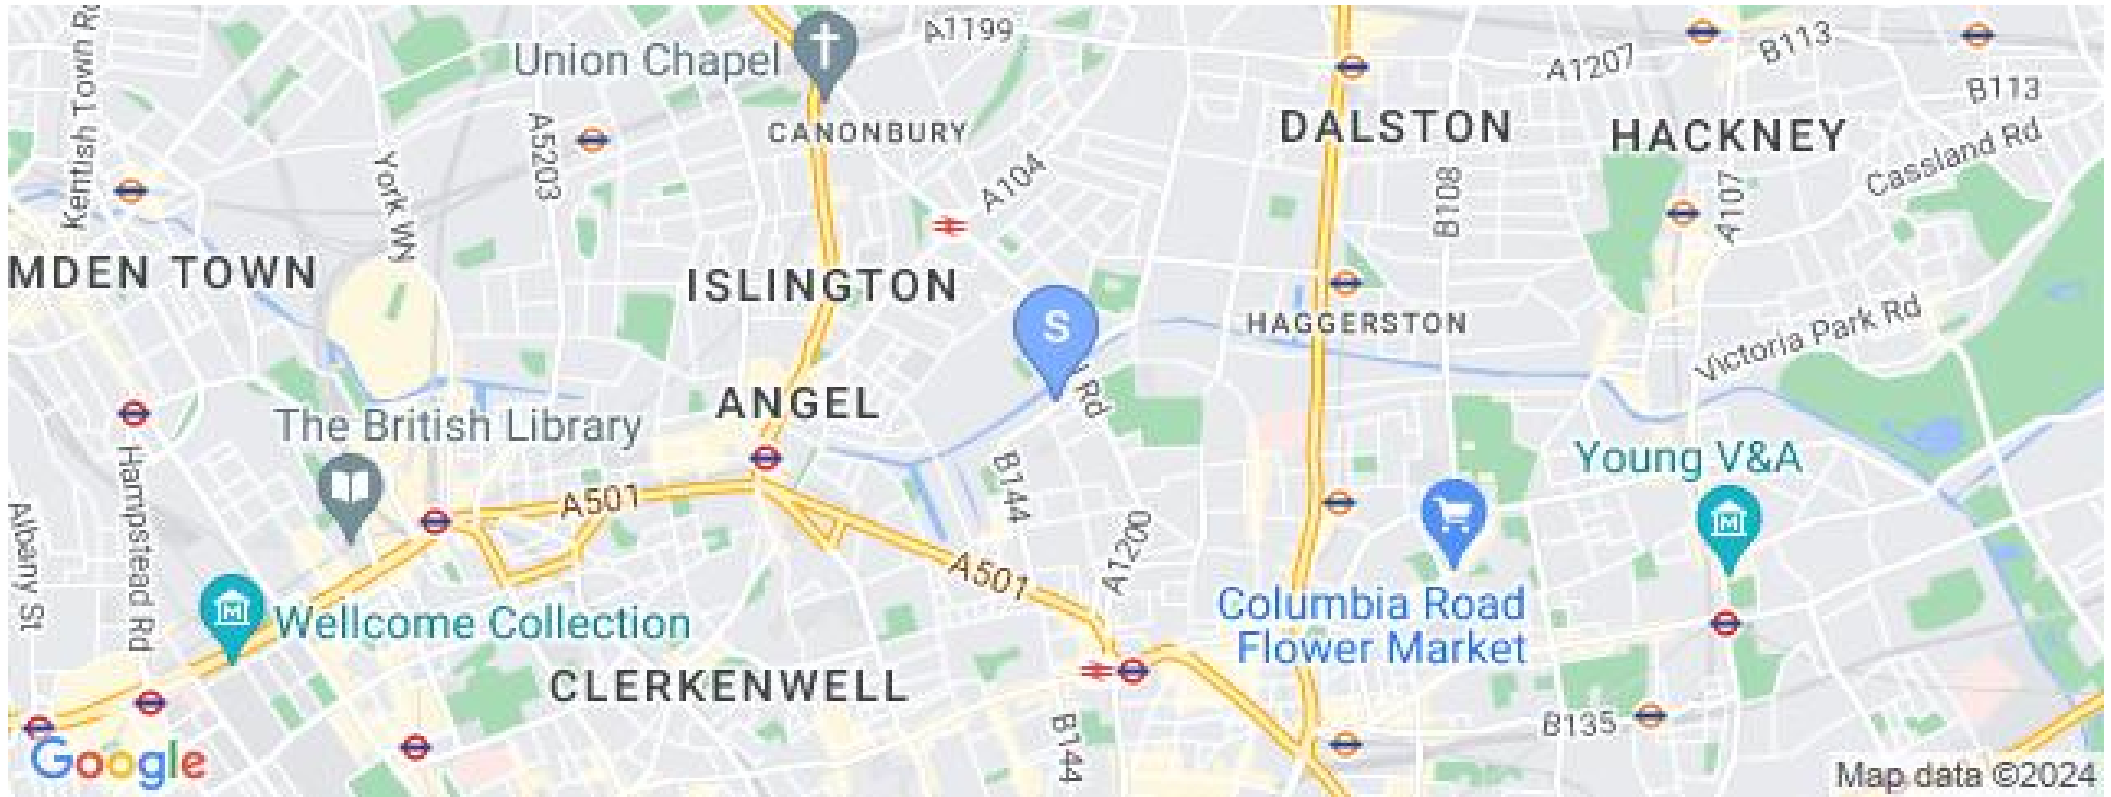 Kentish Town Rd
Union Chapel
A1199
A1207
B113
B113
CANONBURY
DALSTON
HACKNEY
Cassland Rd
A5203
York Wy
A104
B108
A107
MDEN TOWN
ISLINGTON
S
HAGGERSTON
Victoria Park Rd
ANGEL
Rd
The British Library
Young V&A
Hampstead Rd
A501
B144
Albany St
A501
A1200
M
M
Wellcome Collection
Columbia Road
Flower Market
CLERKENWELL
B144
B135
Google
Map data ©2024